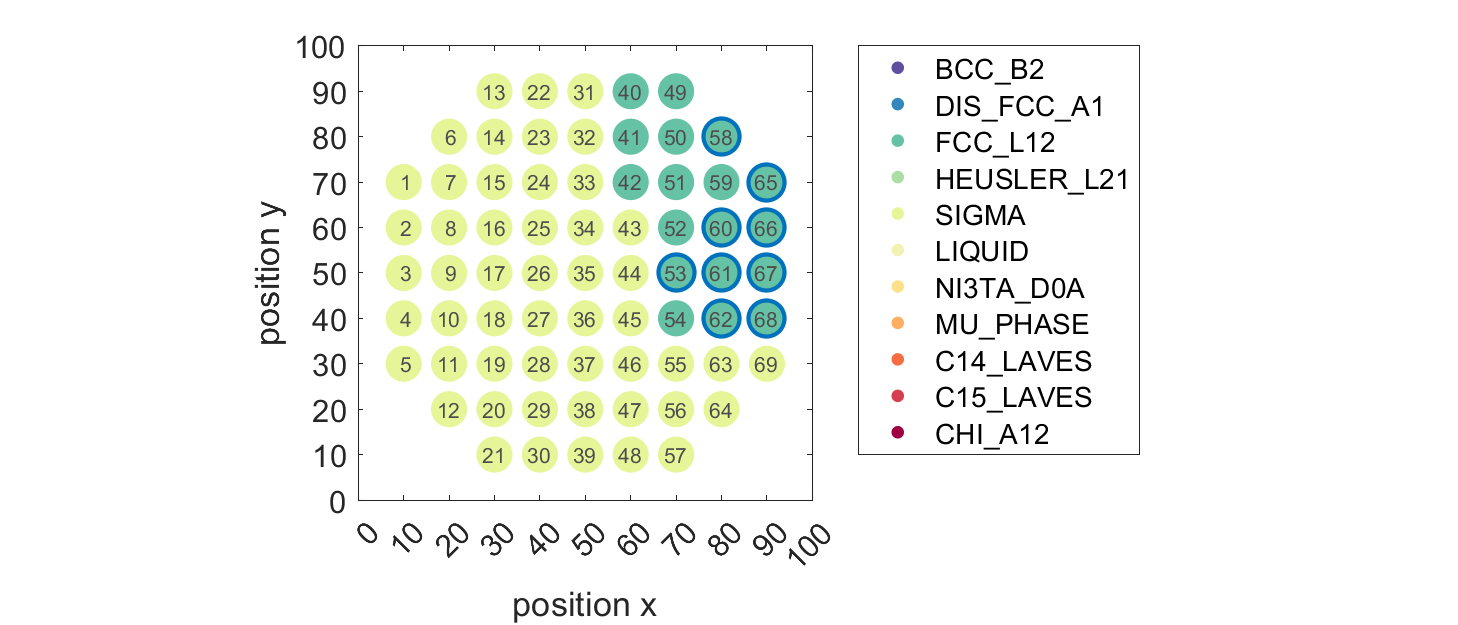 100
90
80
70
60
50
40
30
20
10
0
position y
13 22 31 40 49
6 14 23 32 41 50 58
1 7 15 24 33 42 51 59 65
2 8 16 25 34 43 52 60 66
3 9 17 26 35 44 53 61 67
4 10 18 27 36 45 54 62 68
5 11 19 28 37 46 55 63 69
12 20 29 38 47 56 64
21 30 39 48 57
0 10 20 30 40 50 60 70 80 90 100
position x
BCC_B2
DIS_FCC_A1
FCC_L12
HEUSLER_L21
SIGMA
LIQUID
NI3TA_D0A
MU_PHASE
C14_LAVES
C15_LAVES
CHI_A12